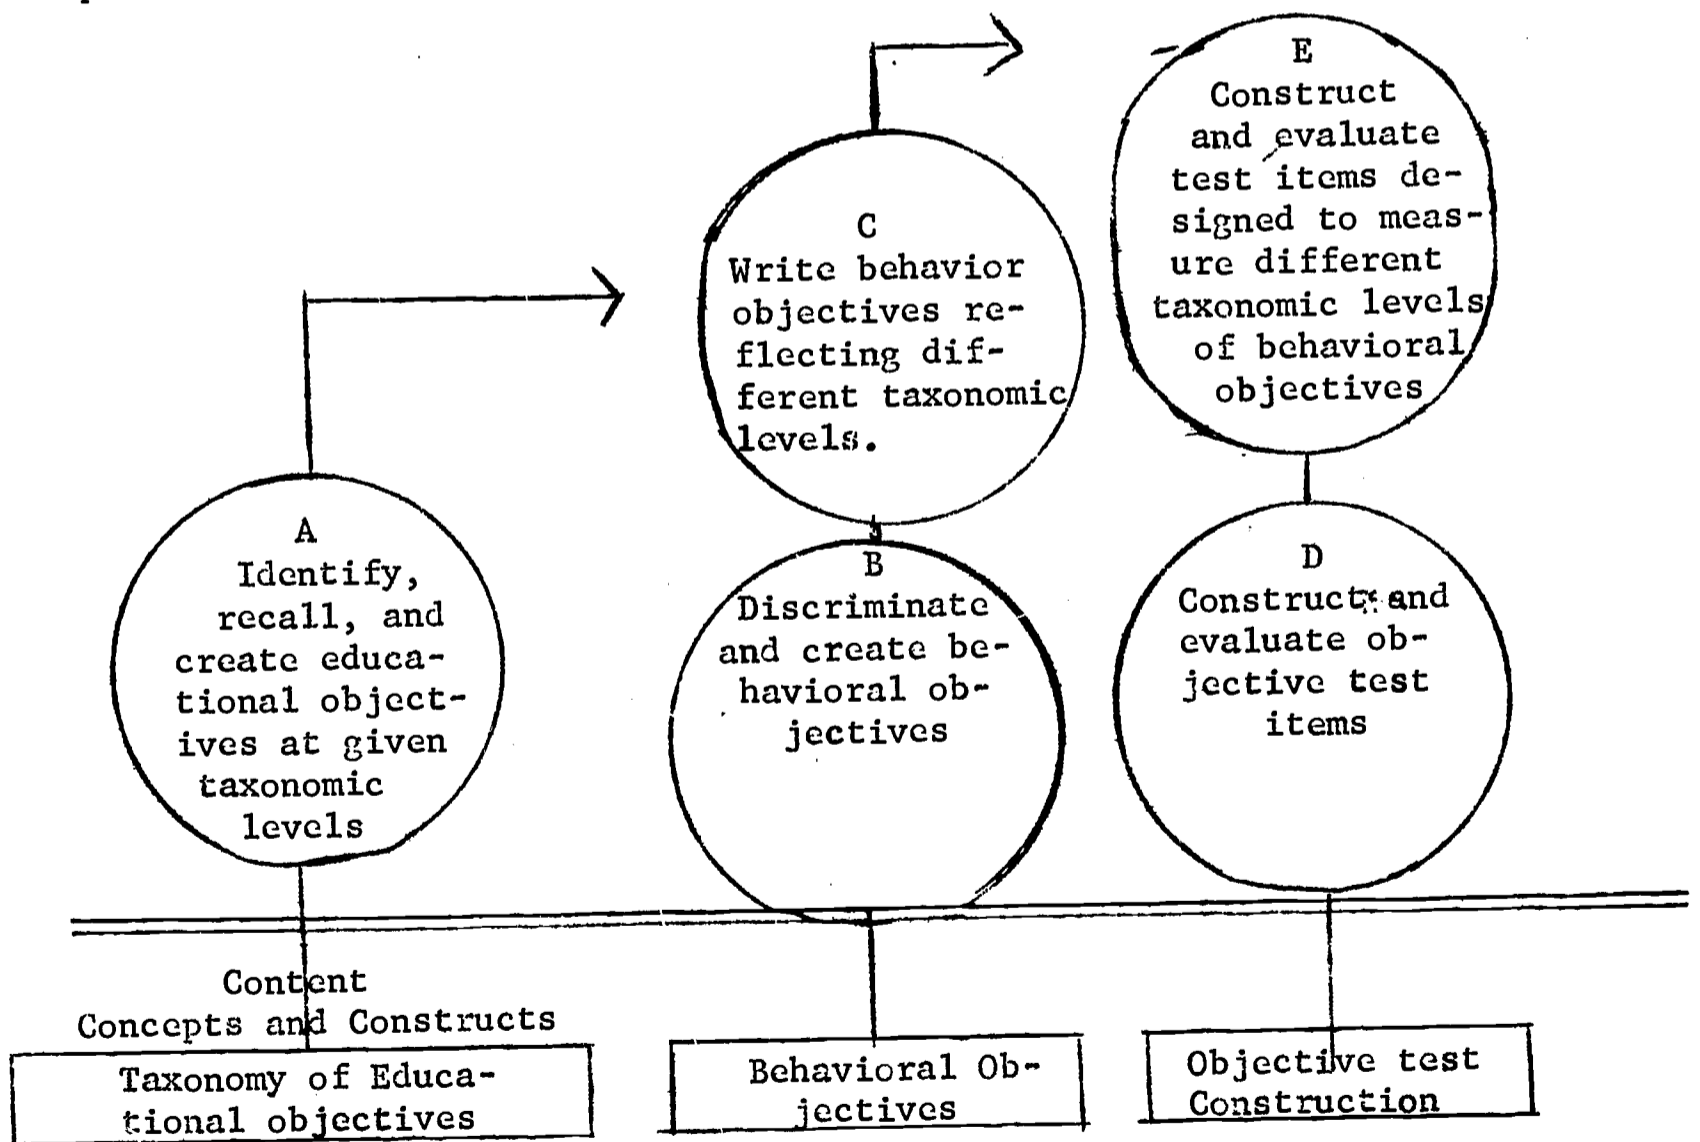 A
Identify,
recall, and
create educa-
tional object-
ives at given
taxonomic
levels
C
Write behavior
objectives re-
flecting dif-
ferent taxonomic
levels.
B
Discriminate
and create be-
havioral ob-
jectives
E
Construct
and evaluate
test items de-
signed to meas-
ure different
taxonomic levels
of behavioral
objectives
D
Construct and
evaluate ob-
jective test
items
Content
Concepts and Constructs
Taxonomy of Educa-
tional objectives
Behavioral Ob-
jectives
Objective test
Construction